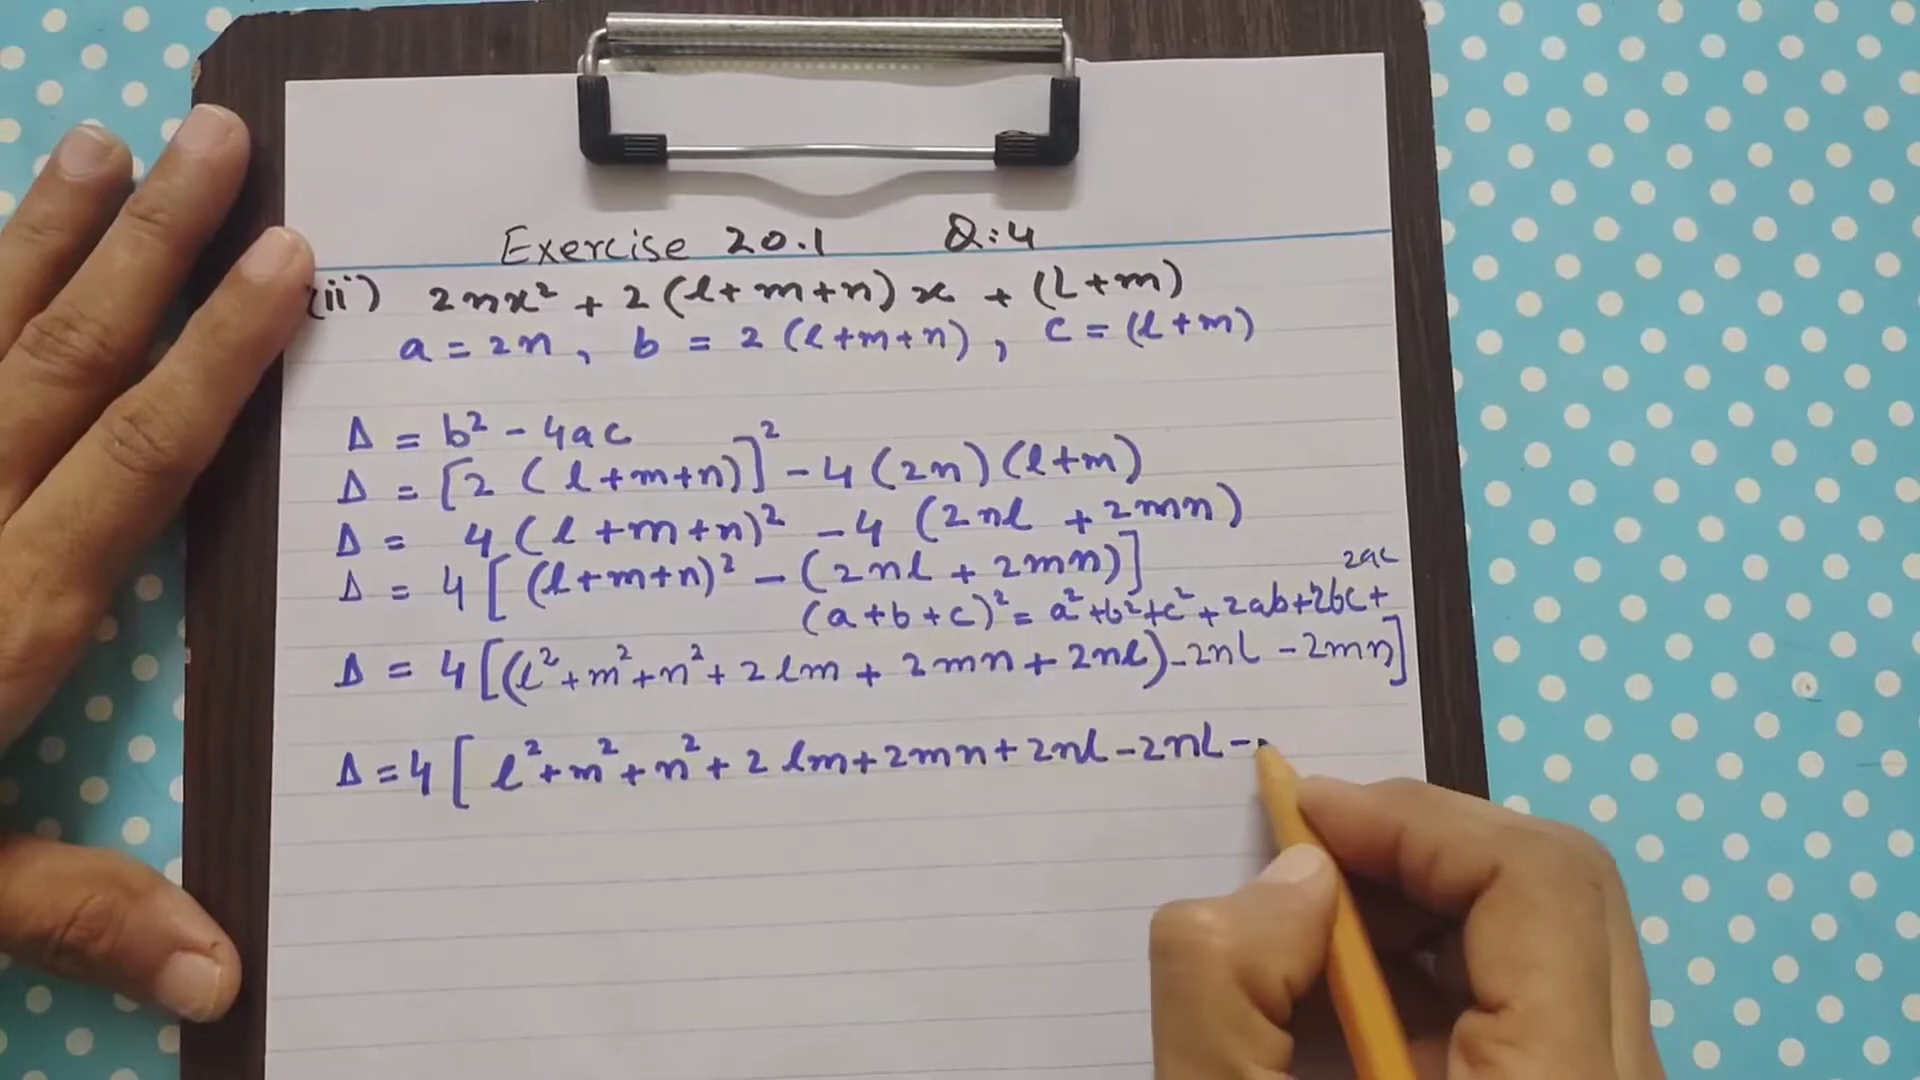 Exercise 20.1 Q:4
(ii) 2nx² + 2(l+m+n)x + (l+m)
a = 2n, b = 2(l+m+n), c = (l+m)
Δ = b² - 4ac
Δ = [2(l+m+n)]² - 4(2n)(l+m)
Δ = 4(l+m+n)² - 4(2nl + 2mn)
Δ = 4[(l+m+n)² - (2nl + 2mn)]
2ac
(a+b+c)² = a²+b²+c²+2ab+2bc+
Δ = 4[(l²+m²+n²+2lm+2mn+2nl)-2nl-2mn]
Δ = 4[l²+m²+n²+2lm+2mn+2nl-2nl-